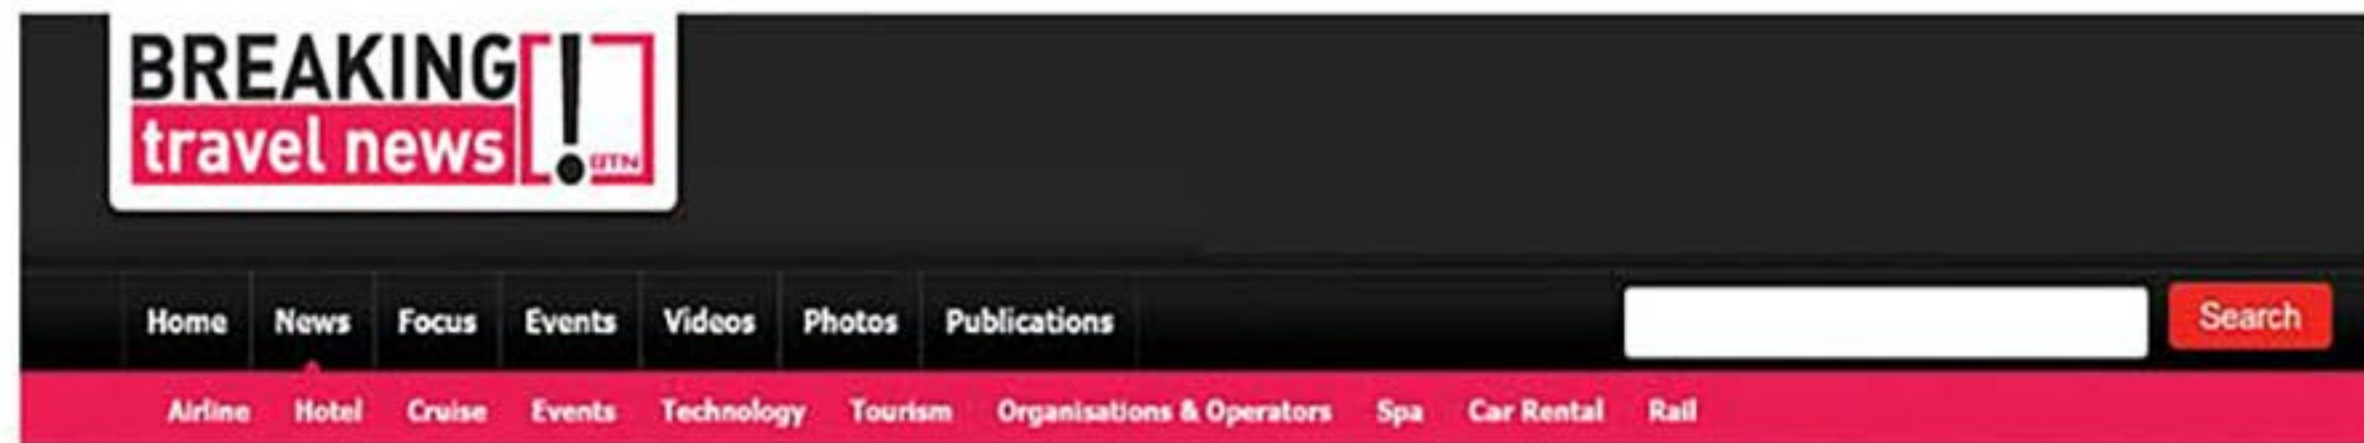 BREAKING
travel news
BTN
Home News Focus Events Videos Photos Publications Search
Airline Hotel Cruise Events Technology Tourism Organisations & Operators Spa Car Rental Rail